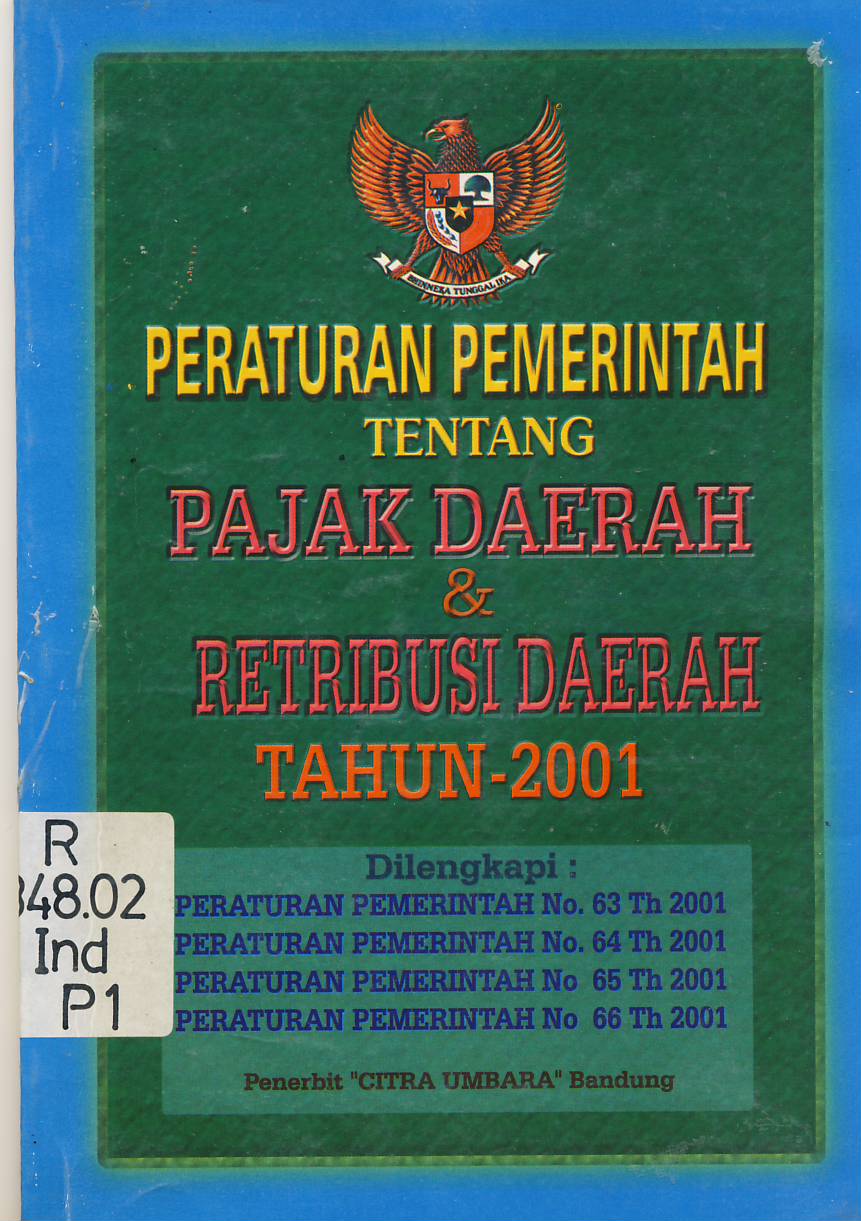 BHINNEKA TUNGGAL IKA
PERATURAN PEMERINTAH
TENTANG
PAJAK DAERAH
&
RETRIBUSI DAERAH
TAHUN-2001
R
348.02
Ind
P1
Dilengkapi :
PERATURAN PEMERINTAH No. 63 Th 2001
PERATURAN PEMERINTAH No. 64 Th 2001
PERATURAN PEMERINTAH No 65 Th 2001
PERATURAN PEMERINTAH No 66 Th 2001
Penerbit "CITRA UMBARA" Bandung